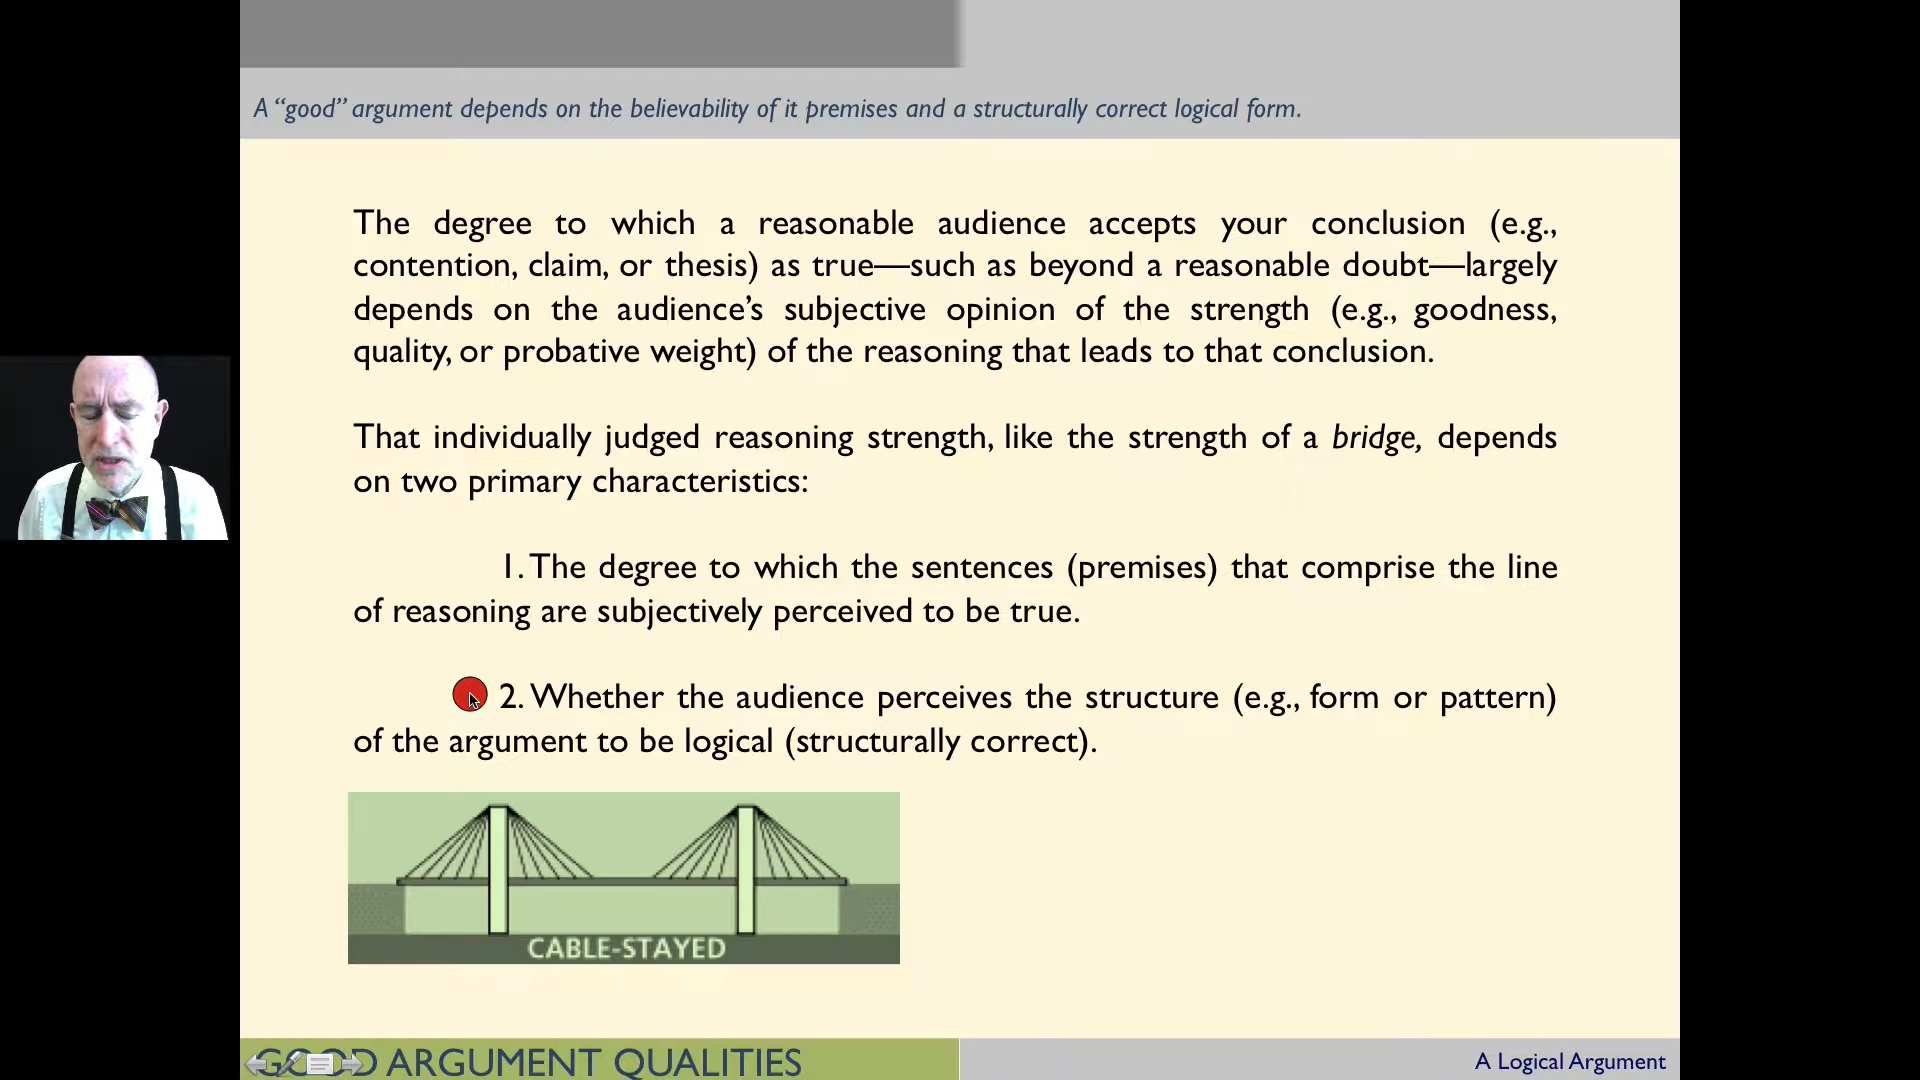 A “good” argument depends on the believability of it premises and a structurally correct logical form.
The degree to which a reasonable audience accepts your conclusion (e.g.,
contention, claim, or thesis) as true—such as beyond a reasonable doubt—largely
depends on the audience’s subjective opinion of the strength (e.g., goodness,
quality, or probative weight) of the reasoning that leads to that conclusion.
That individually judged reasoning strength, like the strength of a bridge, depends
on two primary characteristics:
1. The degree to which the sentences (premises) that comprise the line
of reasoning are subjectively perceived to be true.
2. Whether the audience perceives the structure (e.g., form or pattern)
of the argument to be logical (structurally correct).
CABLE-STAYED
GOOD ARGUMENT QUALITIES
A Logical Argument